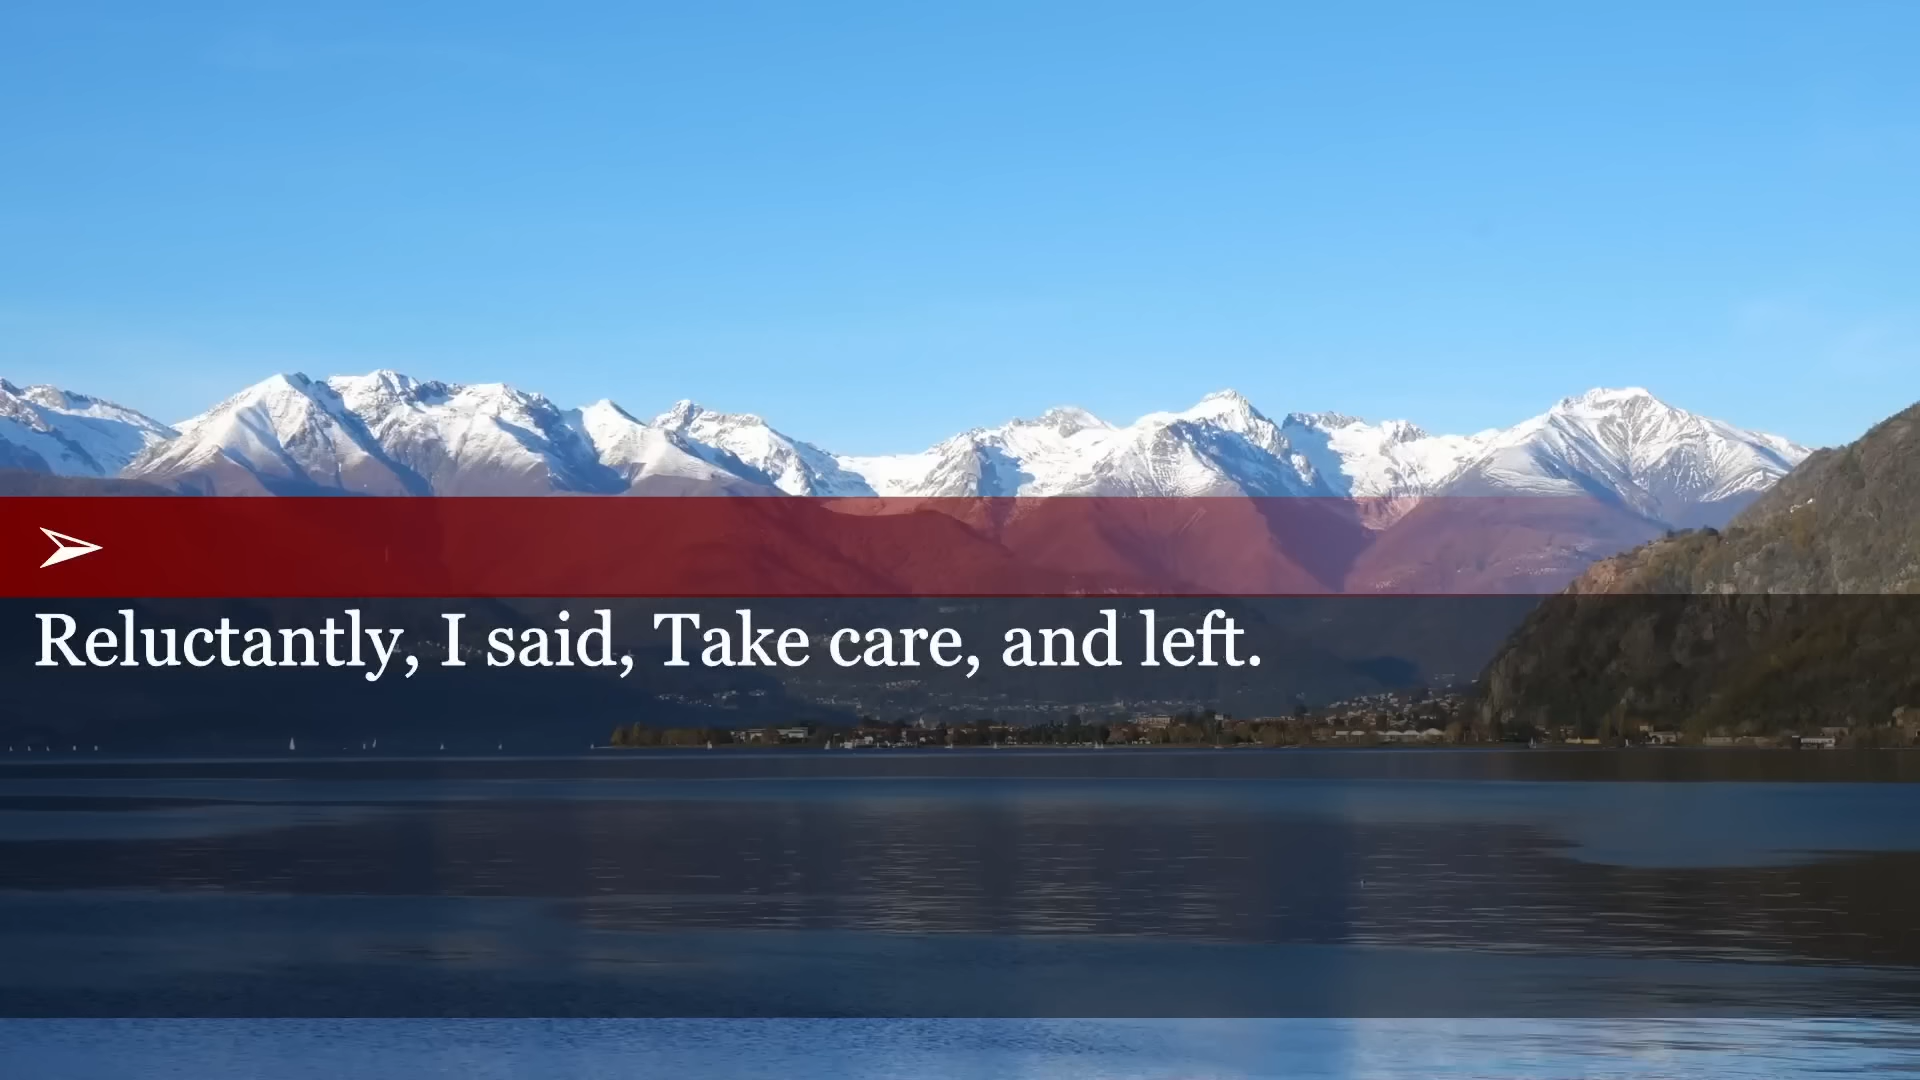 Reluctantly, I said, Take care, and left.